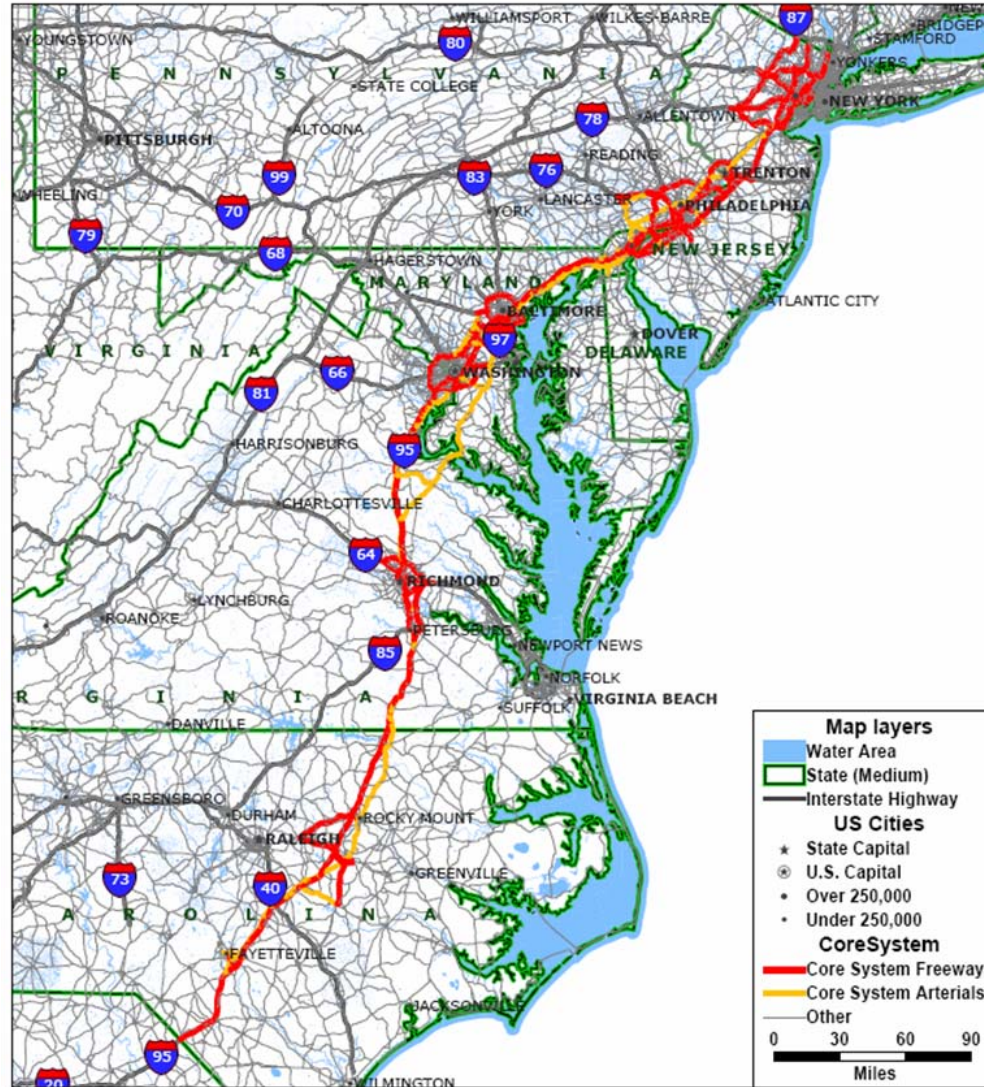 NEW
BRIDGEP
87
WILLIAMSPORT
WILKES-BARRE
STAMFORD
YOUNGSTOWN
80
YONKERS
P E N N S Y L V A N I A
STATE COLLEGE
NEW YORK
78
ALLENTOWN
ALTOONA
PITTSBURGH
READING
99
83
76
TRENTON
WHEELING
70
LANCASTER
YORK
PHILADELPHIA
79
68
NEW JERSEY
HAGERSTOWN
MARYLAND
ATLANTIC CITY
BALTIMORE
97
DOVER
VIRGINIA
DELAWARE
66
WASHINGTON
81
HARRISONBURG
95
CHARLOTTESVILLE
64
RICHMOND
LYNCHBURG
ROANOKE
PETERSBURG
85
NEWPORT NEWS
NORFOLK
R G I N I A
VIRGINIA BEACH
SUFFOLK
DANVILLE
GREENSBORO
DURHAM
ROCKY MOUNT
RALEIGH
73
40
GREENVILLE
A R O L I N A
FAYETTEVILLE
JACKSONVILLE
95
20
WILMINGTON
Map layers
Water Area
State (Medium)
Interstate Highway
US Cities
State Capital
U.S. Capital
Over 250,000
Under 250,000
CoreSystem
Core System Freeway
Core System Arterials
Other
0 30 60 90
Miles